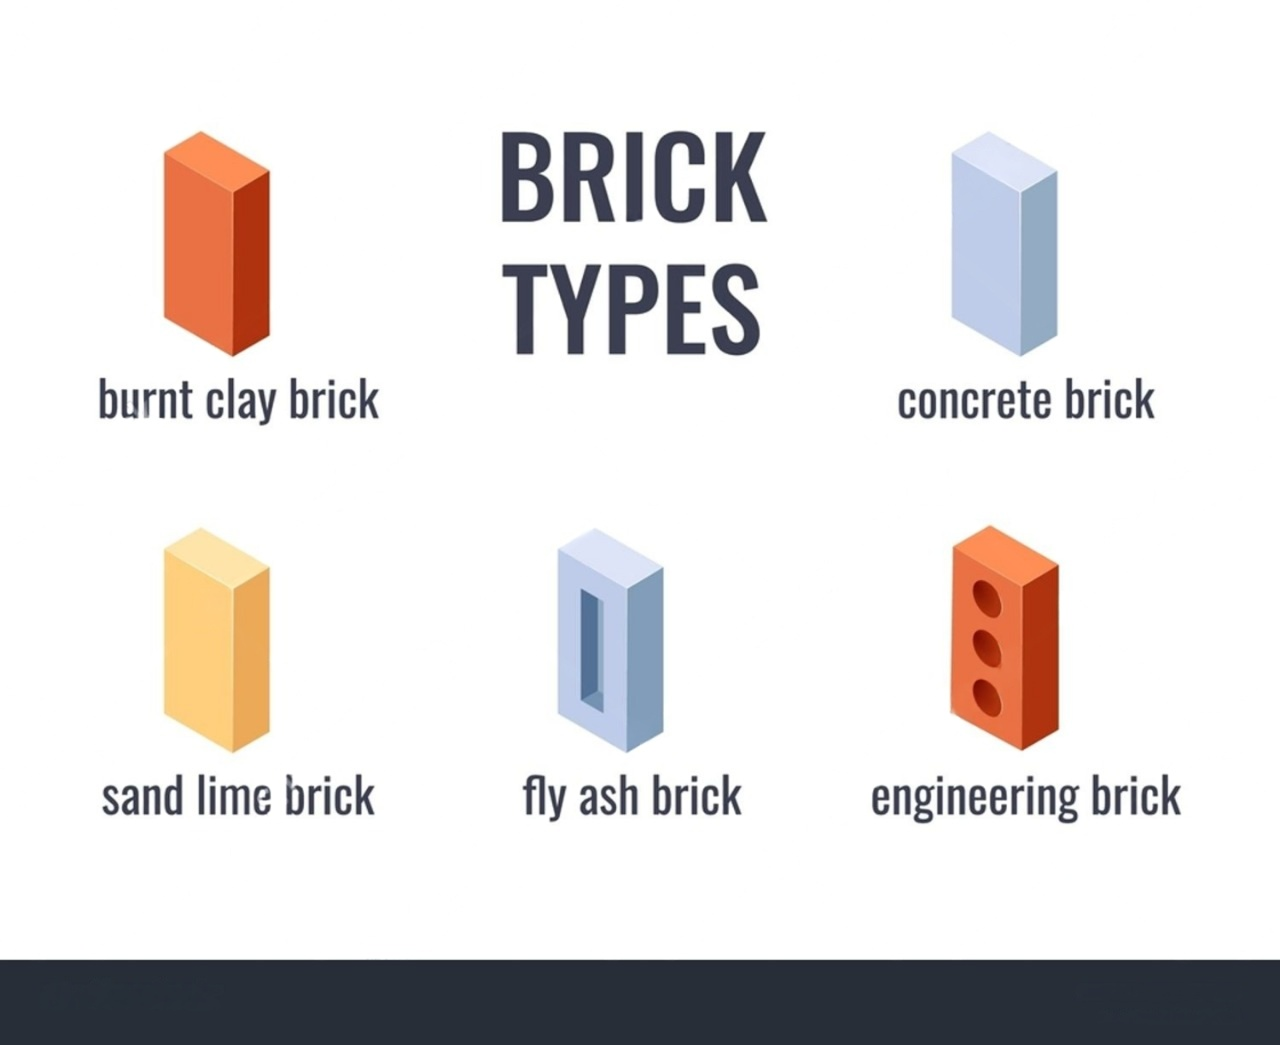 BRICK
TYPES
burnt clay brick
concrete brick
sand lime brick
fly ash brick
engineering brick